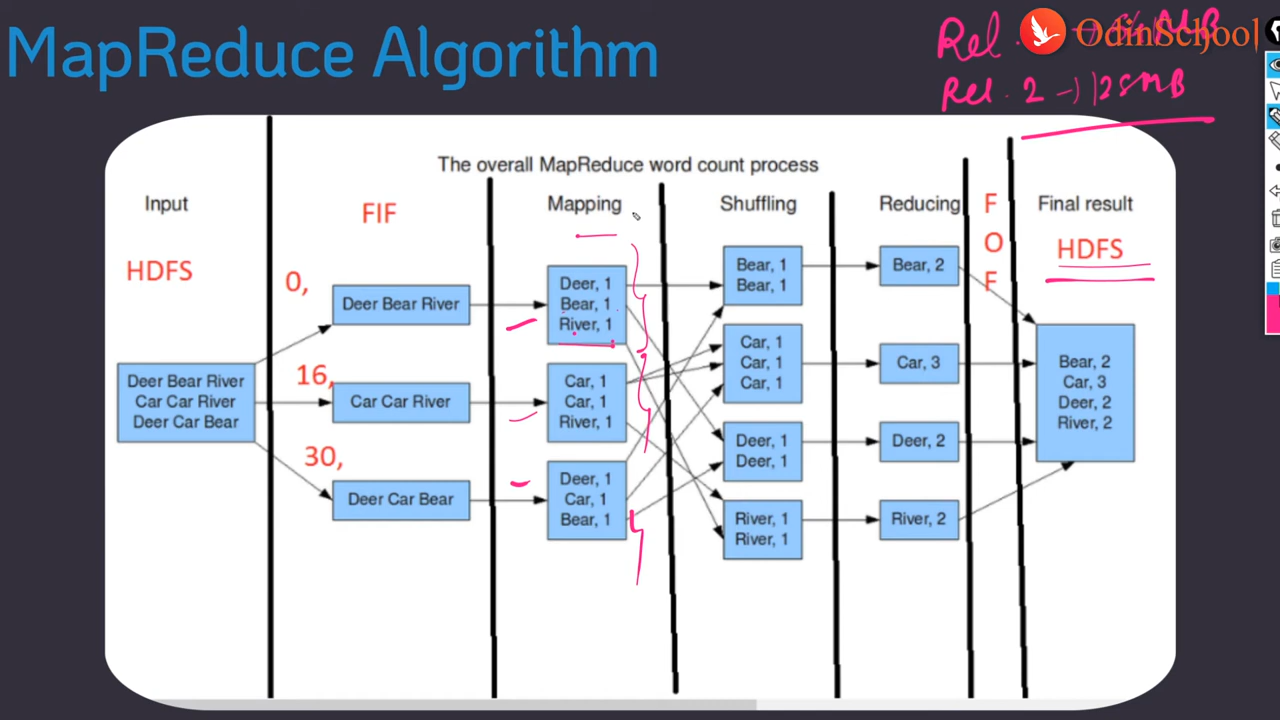 MapReduce Algorithm
Rel.
MB
OdinSchool
Rel. 2 → 128MB
The overall MapReduce word count process
Input
FIF
Mapping
Shuffling
Reducing
F
O
F
Final result
HDFS
HDFS
0,
Deer Bear River
16,
Car Car River
30,
Deer Car Bear
Deer Bear River
Car Car River
Deer Car Bear
Deer, 1
Bear, 1
River, 1
Car, 1
Car, 1
River, 1
Deer, 1
Car, 1
Bear, 1
Bear, 1
Bear, 1
Car, 1
Car, 1
Car, 1
Deer, 1
Deer, 1
River, 1
River, 1
Bear, 2
Car, 3
Deer, 2
River, 2
Bear, 2
Car, 3
Deer, 2
River, 2